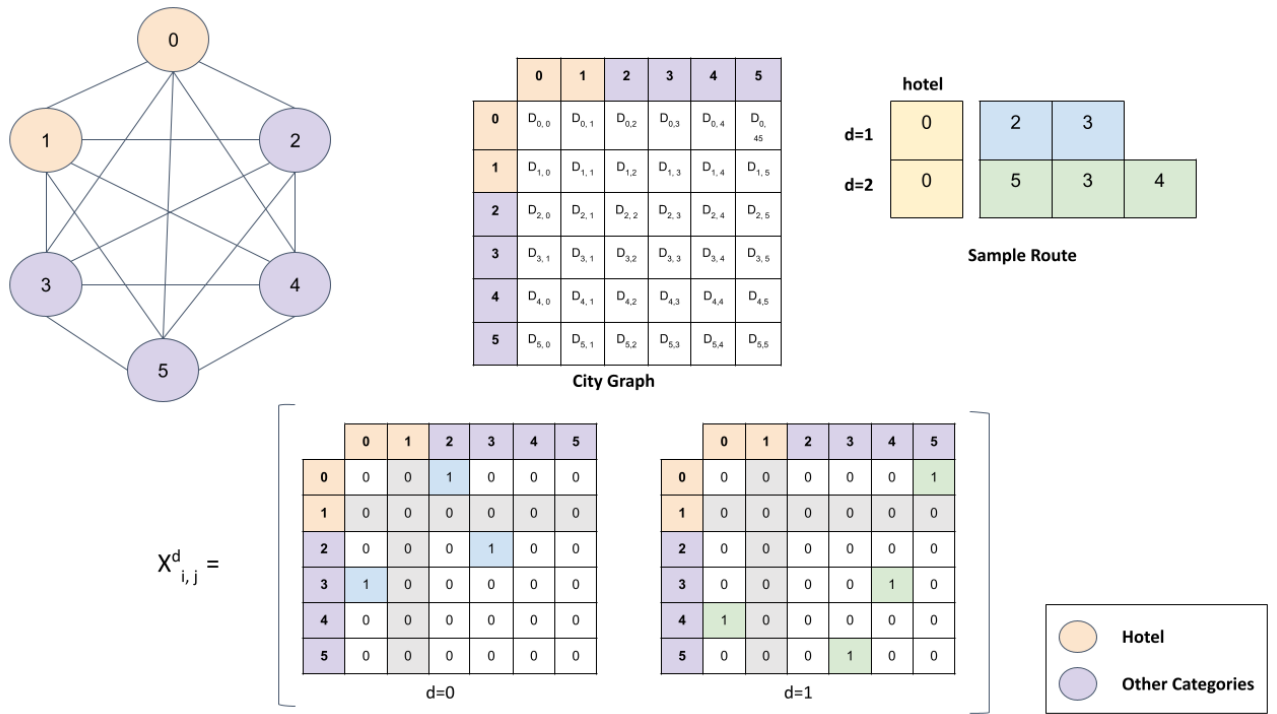 0
1
2
3
4
5
0 1 2 3 4 5
0 D0, 0 D0, 1 D0,2 D0,3 D0, 4 D0, 45
1 D1, 0 D1, 1 D1,2 D1, 3 D1, 4 D1, 5
2 D2, 0 D2, 1 D2, 2 D2, 3 D2, 4 D2, 5
3 D3, 1 D3, 1 D3,2 D3, 3 D3, 4 D3, 5
4 D4, 0 D4, 1 D4,2 D4,3 D4,4 D4,5
5 D5, 0 D5, 1 D5,2 D5,3 D5,4 D5,5
City Graph
hotel
d=1 0 2 3
d=2 0 5 3 4
Sample Route
X^d_i, j =
0 1 2 3 4 5
0 0 0 1 0 0 0
1 0 0 0 0 0 0
2 0 0 0 1 0 0
3 1 0 0 0 0 0
4 0 0 0 0 0 0
5 0 0 0 0 0 0
d=0
0 1 2 3 4 5
0 0 0 0 0 0 1
1 0 0 0 0 0 0
2 0 0 0 0 0 0
3 0 0 0 0 1 0
4 1 0 0 0 0 0
5 0 0 0 1 0 0
d=1
Hotel
Other Categories